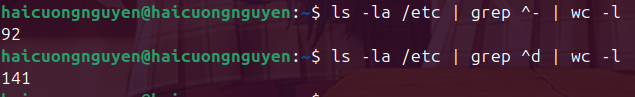 haicuongnguyen@haicuongnguyen:~$ ls -la /etc | grep ^- | wc -l
92
haicuongnguyen@haicuongnguyen:~$ ls -la /etc | grep ^d | wc -l
141